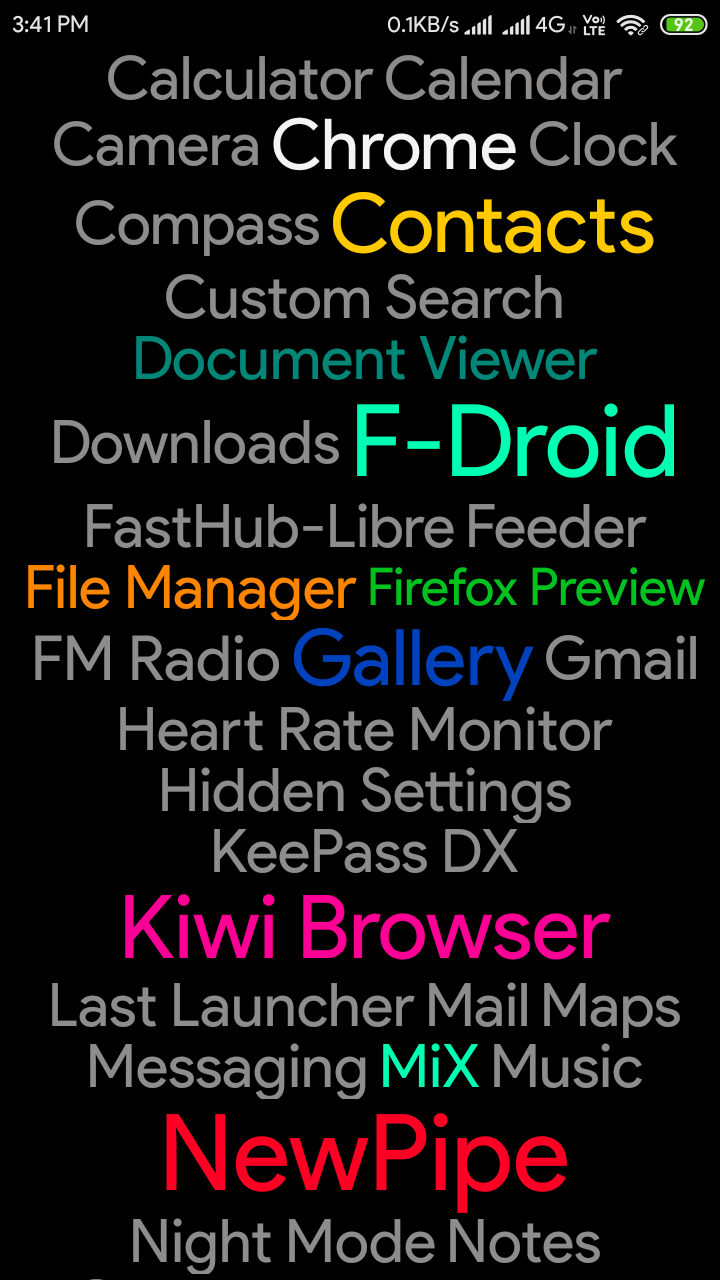 3:41 PM 0.1KB/s 4G VoLTE 92
Calculator Calendar
Camera Chrome Clock
Compass Contacts
Custom Search
Document Viewer
Downloads F-Droid
FastHub-Libre Feeder
File Manager Firefox Preview
FM Radio Gallery Gmail
Heart Rate Monitor
Hidden Settings
KeePass DX
Kiwi Browser
Last Launcher Mail Maps
Messaging MiX Music
NewPipe
Night Mode Notes